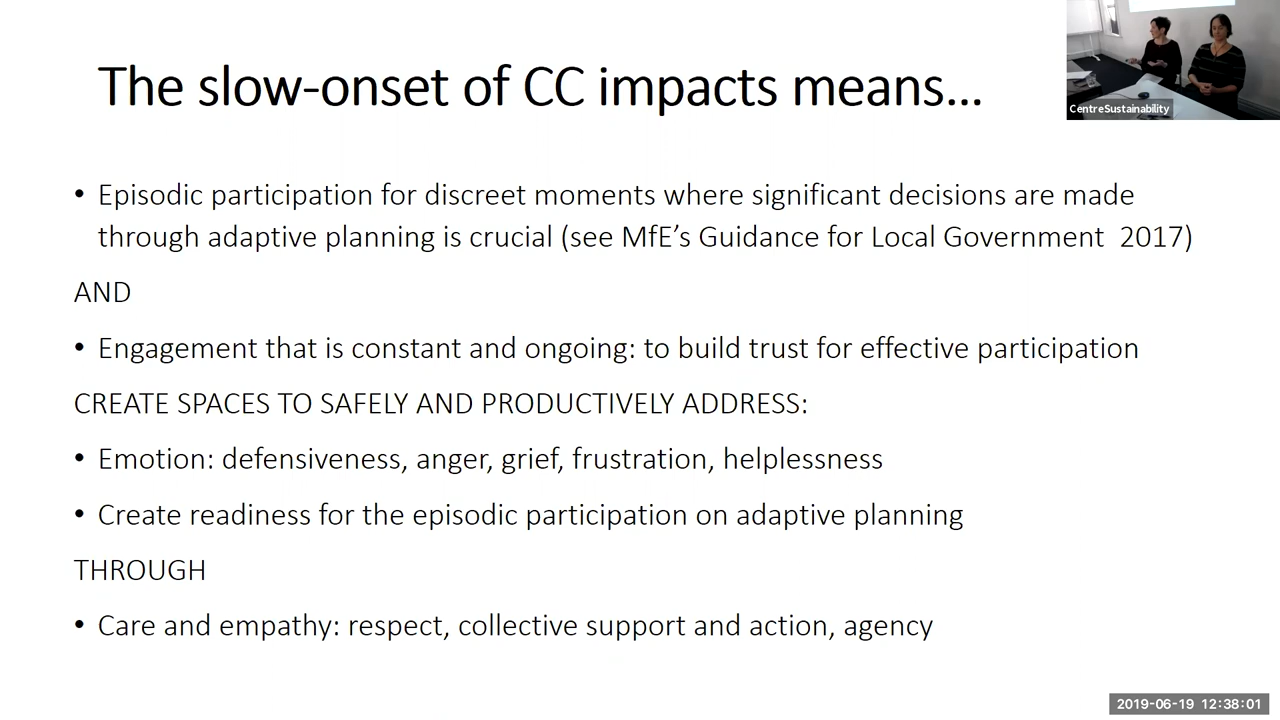 The slow-onset of CC impacts means…
CentreSustainability
• Episodic participation for discreet moments where significant decisions are made
through adaptive planning is crucial (see MfE’s Guidance for Local Government  2017)
AND
• Engagement that is constant and ongoing: to build trust for effective participation
CREATE SPACES TO SAFELY AND PRODUCTIVELY ADDRESS:
• Emotion: defensiveness, anger, grief, frustration, helplessness
• Create readiness for the episodic participation on adaptive planning
THROUGH
• Care and empathy: respect, collective support and action, agency
2019-06-19 12:38:01